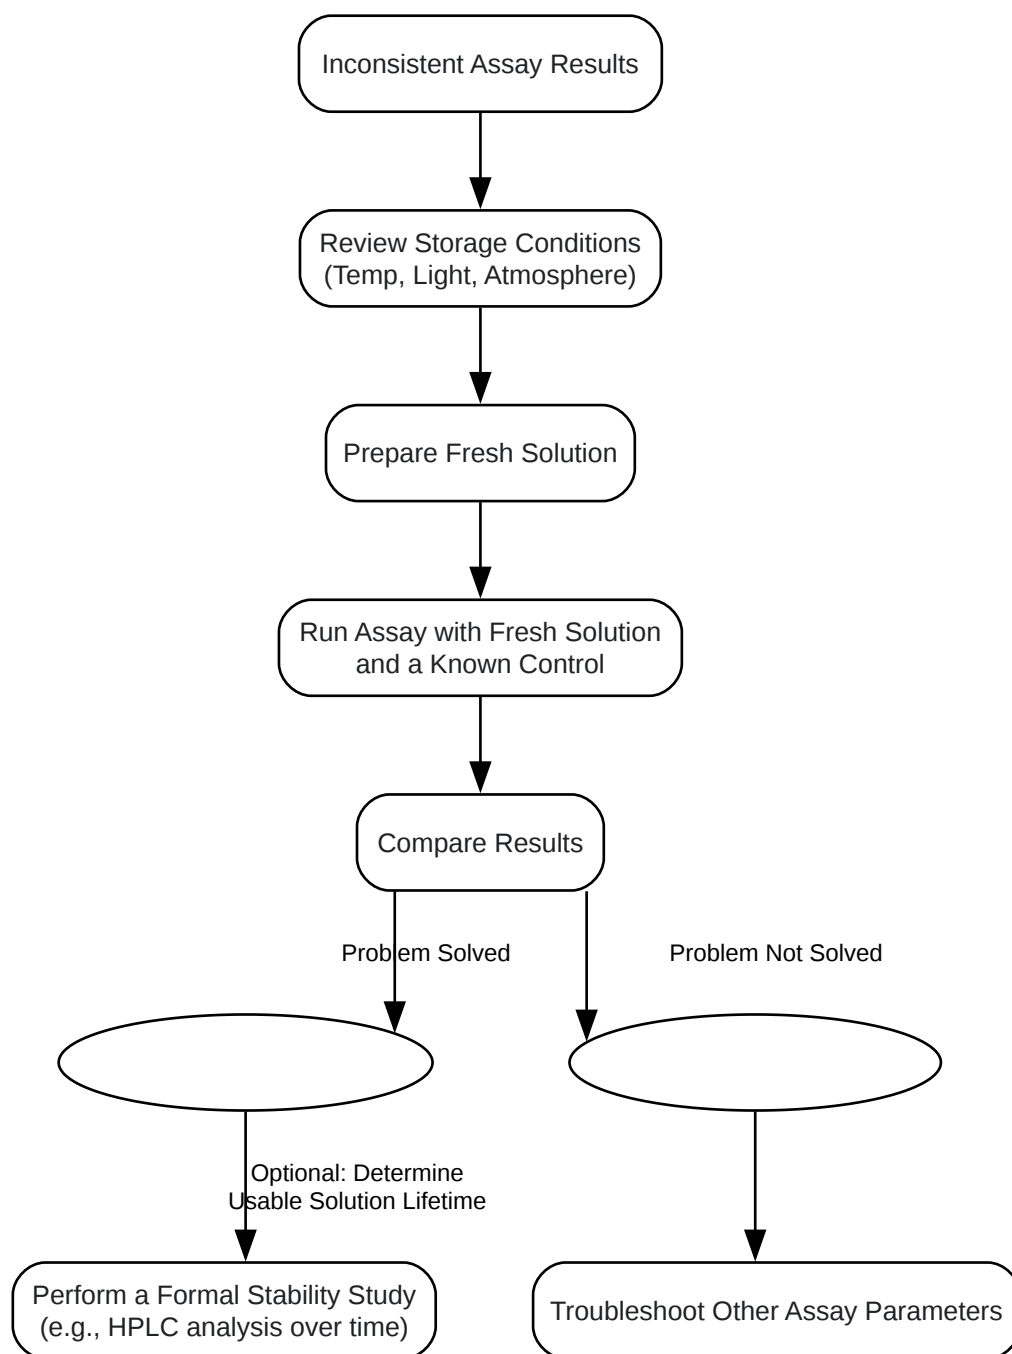 Inconsistent Assay Results
Review Storage Conditions
(Temp, Light, Atmosphere)
Prepare Fresh Solution
Run Assay with Fresh Solution
and a Known Control
Compare Results
Problem Solved
Problem Not Solved
Optional: Determine
Usable Solution Lifetime
Perform a Formal Stability Study
(e.g., HPLC analysis over time)
Troubleshoot Other Assay Parameters